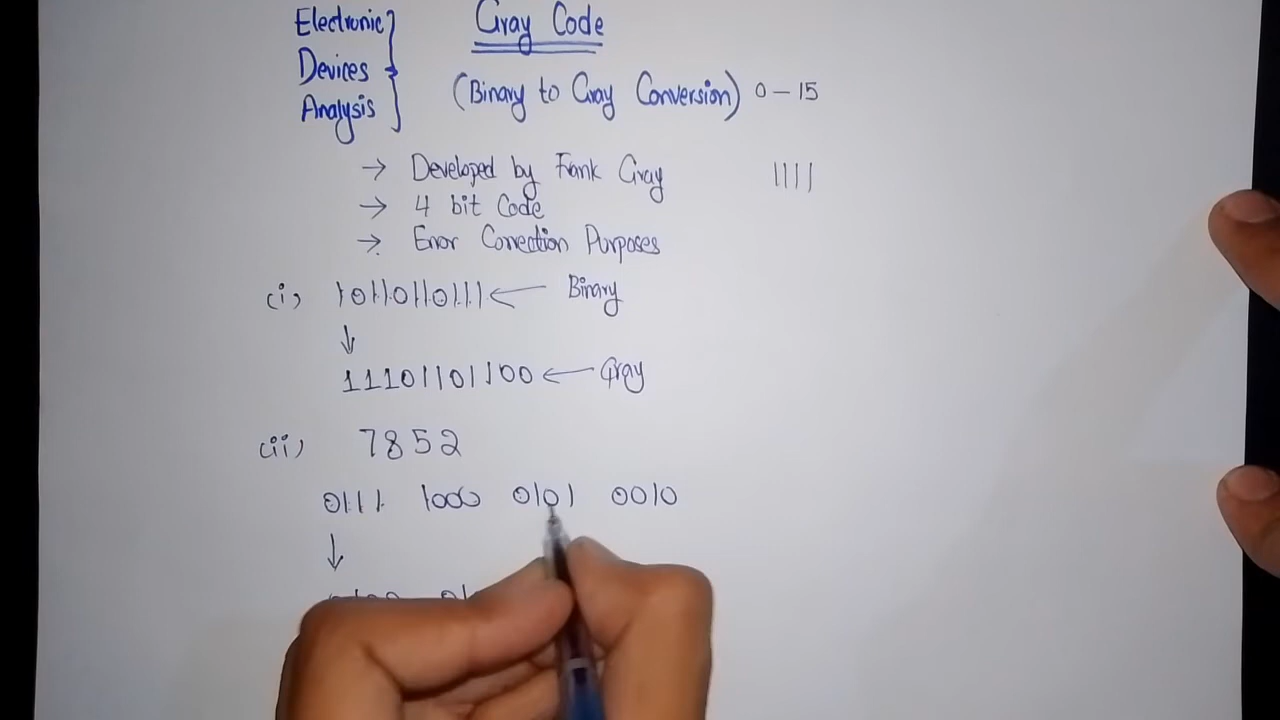 Electronic
Devices
Analysis
Gray Code
(Binary to Gray Conversion) 0-15
→ Developed by Frank Gray
1111
→ 4 bit Code
→ Error Correction Purposes
(i) 10110110111 ← Binary
↓
11101101100 ← Gray
(ii) 7852
0111 1000 0101 0010
↓